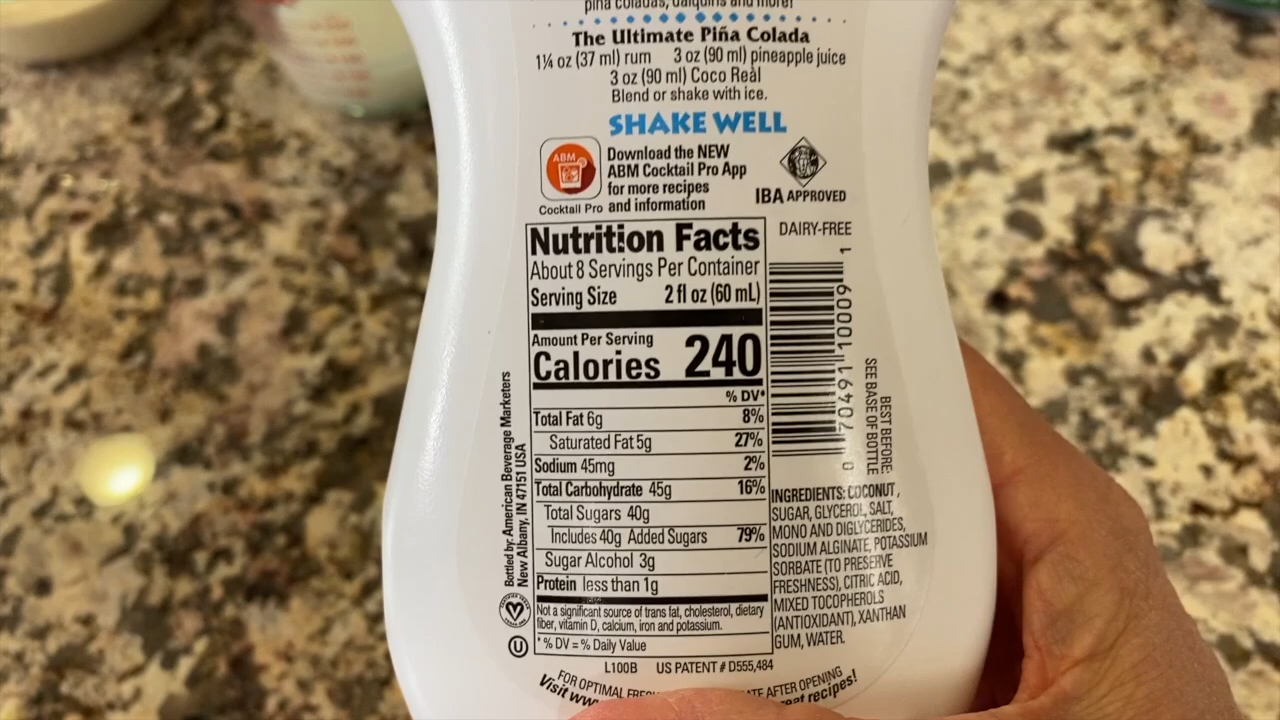 piña coladas, daiquiris and more!
The Ultimate Piña Colada
1¼ oz (37 ml) rum 3 oz (90 ml) pineapple juice
3 oz (90 ml) Coco Reàl
Blend or shake with ice.
SHAKE WELL
ABM
Cocktail Pro
Download the NEW
ABM Cocktail Pro App
for more recipes
and information
IBA APPROVED
DAIRY-FREE
Nutrition Facts
About 8 Servings Per Container
Serving Size 2 fl oz (60 mL)
Amount Per Serving
Calories 240
% DV*
Total Fat 6g 8%
Saturated Fat 5g 27%
Sodium 45mg 2%
Total Carbohydrate 45g 16%
Total Sugars 40g
Includes 40g Added Sugars 79%
Sugar Alcohol 3g
Protein less than 1g
Not a significant source of trans fat, cholesterol, dietary
fiber, vitamin D, calcium, iron and potassium.
*% DV = % Daily Value
Bottled by: American Beverage Marketers
New Albany, IN 47151 USA
U
0 70491 10009 1
BEST BEFORE:
SEE BASE OF BOTTLE
INGREDIENTS: COCONUT,
SUGAR, GLYCEROL, SALT,
MONO AND DIGLYCERIDES,
SODIUM ALGINATE, POTASSIUM
SORBATE (TO PRESERVE
FRESHNESS), CITRIC ACID,
MIXED TOCOPHEROLS
(ANTIOXIDANT), XANTHAN
GUM, WATER.
L100B US PATENT # D555,484
FOR OPTIMAL AFTER OPENING
Visit recipes!